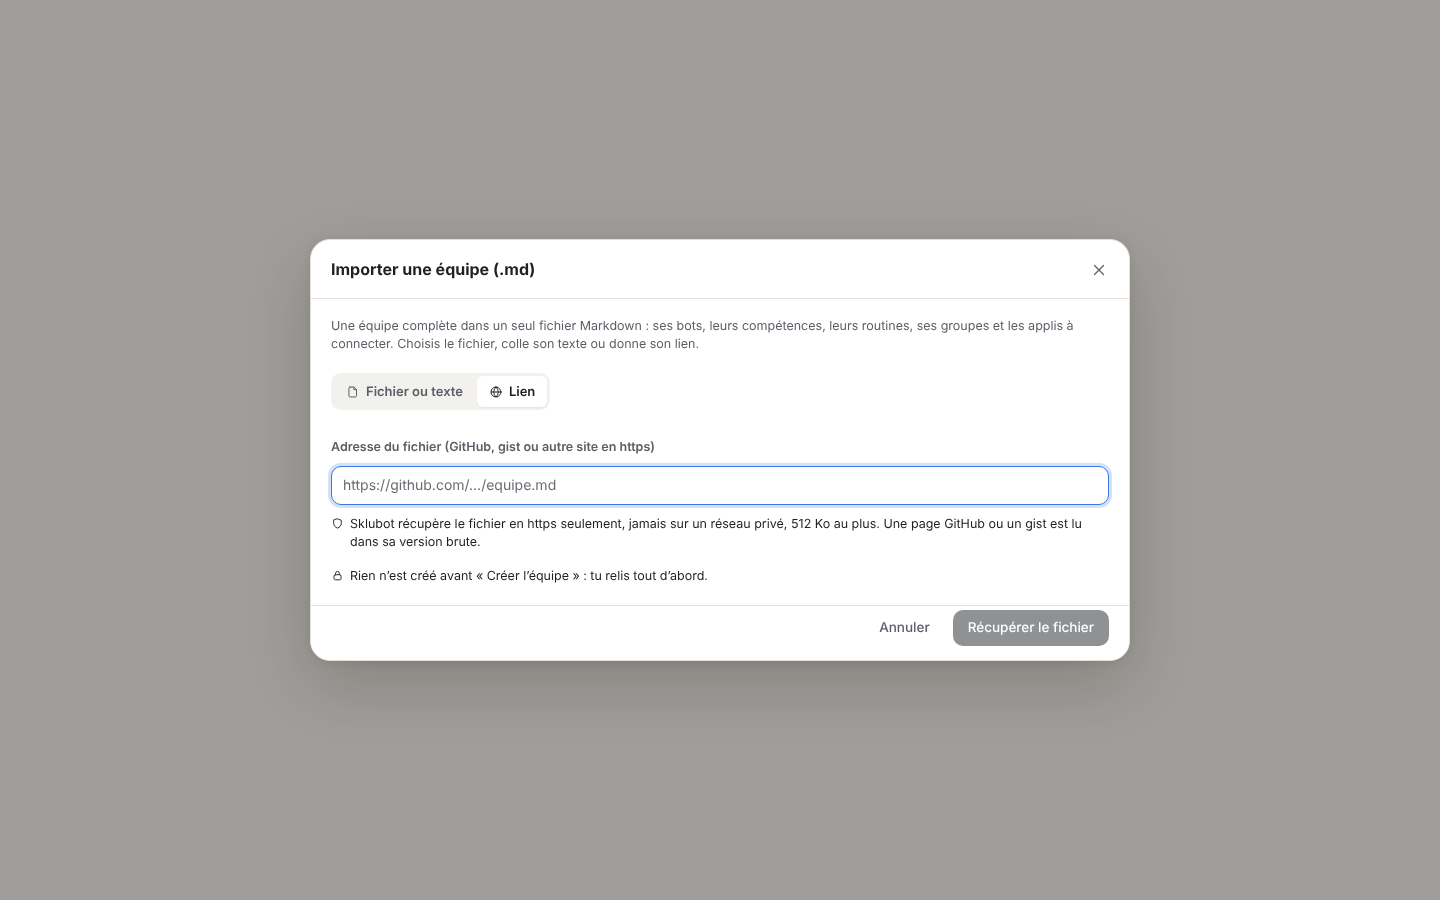 Importer une équipe (.md)
Une équipe complète dans un seul fichier Markdown : ses bots, leurs compétences, leurs routines, ses groupes et les applis à
connecter. Choisis le fichier, colle son texte ou donne son lien.
Fichier ou texte
Lien
Adresse du fichier (GitHub, gist ou autre site en https)
https://github.com/…/equipe.md
Sklubot récupère le fichier en https seulement, jamais sur un réseau privé, 512 Ko au plus. Une page GitHub ou un gist est lu
dans sa version brute.
Rien n’est créé avant « Créer l’équipe » : tu relis tout d’abord.
Annuler
Récupérer le fichier